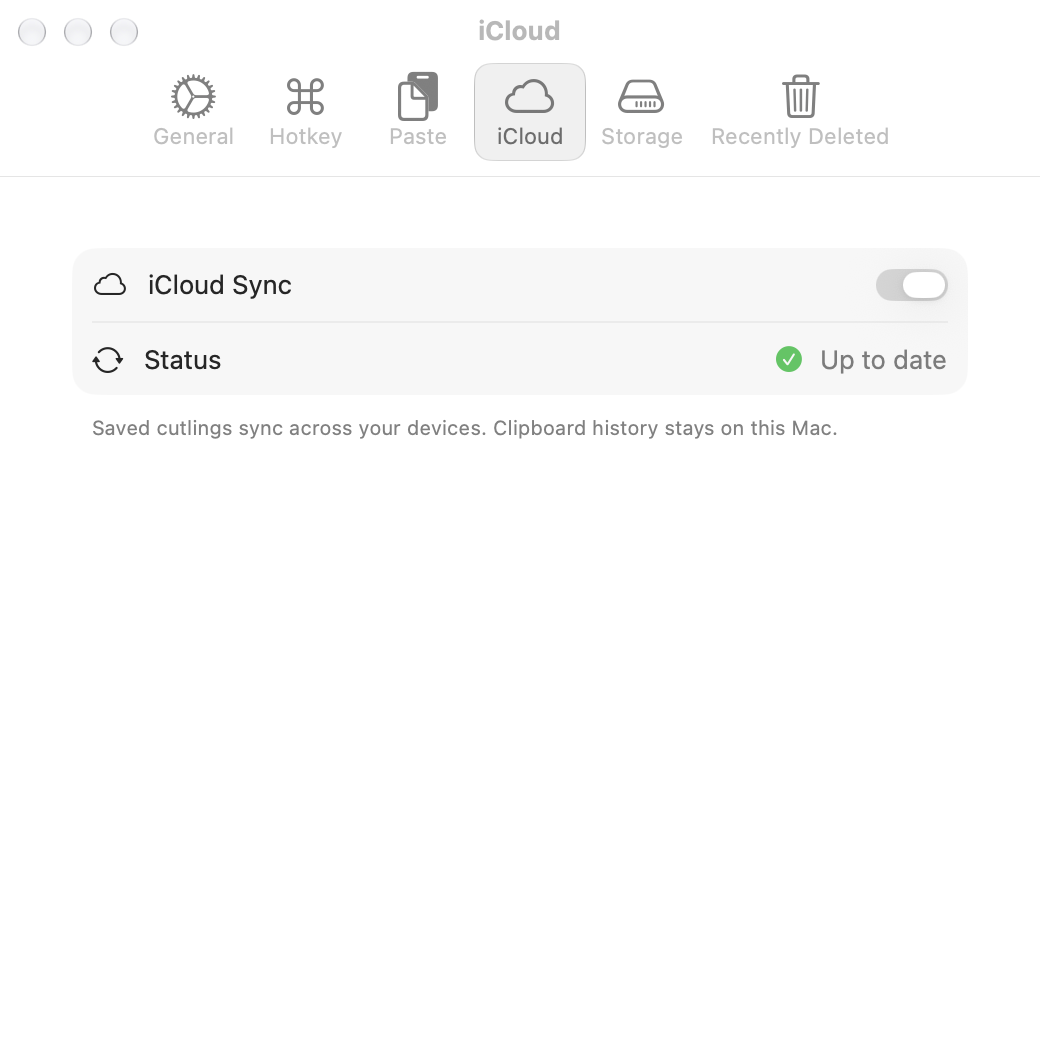 iCloud
General
Hotkey
Paste
iCloud
Storage
Recently Deleted
iCloud Sync
Status
Up to date
Saved cutlings sync across your devices. Clipboard history stays on this Mac.